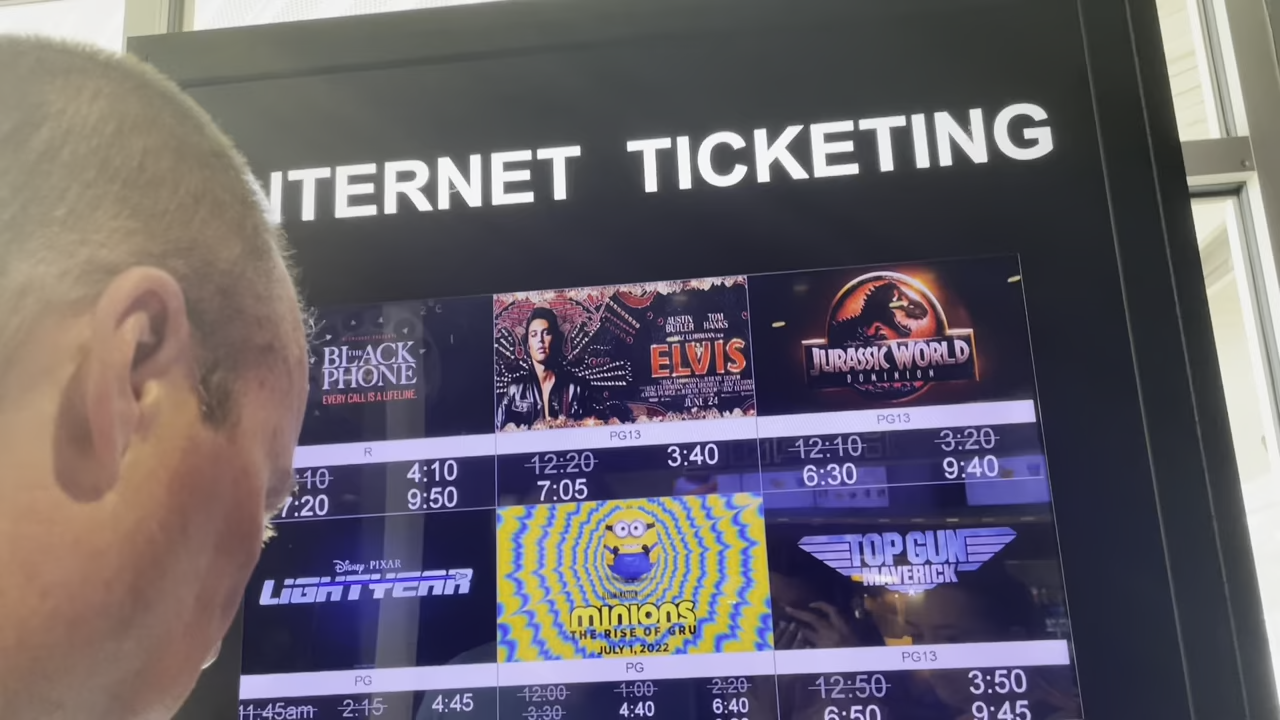 NTERNET TICKETING
THE
BLACK
PHONE
EVERY CALL IS A LIFELINE.
R
:10 4:10
7:20 9:50
AUSTIN TOM
BUTLER HANKS
ELVIS
JUNE 24
PG13
12:20 3:40
7:05
JURASSIC WORLD
DOMINION
PG13
12:10 3:20
6:30 9:40
Disney · PIXAR
LIGHTYEAR
PG
11:45am 2:15 4:45
MINIONS
THE RISE OF GRU
JULY 1, 2022
PG
12:00 1:00 2:20
3:30 4:40 6:40
TOP GUN
MAVERICK
PG13
12:50 3:50
6:50 9:45